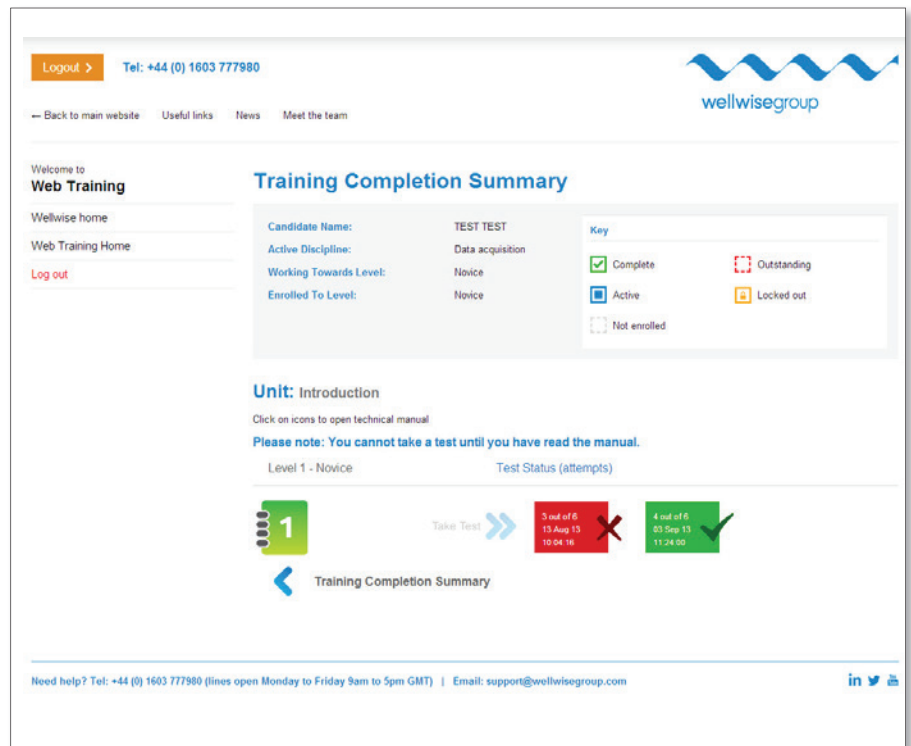 Logout >
Tel: +44 (0) 1603 777980
wellwisegroup
← Back to main website Useful links News Meet the team
Welcome to
Web Training
Wellwise home
Web Training Home
Log out
Training Completion Summary
Candidate Name: TEST TEST
Active Discipline: Data acquisition
Working Towards Level: Novice
Enrolled To Level: Novice
Key
Complete
Outstanding
Active
Locked out
Not enrolled
Unit: Introduction
Click on icons to open technical manual
Please note: You cannot take a test until you have read the manual.
Level 1 - Novice Test Status (attempts)
1
Take Test
3 out of 6
13 Aug 13
10:04:16
4 out of 6
03 Sep 13
11:24:00
Training Completion Summary
Need help? Tel: +44 (0) 1603 777980 (lines open Monday to Friday 9am to 5pm GMT) | Email: support@wellwisegroup.com
in